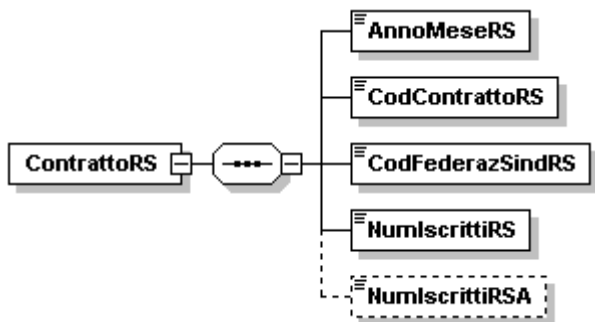 AnnoMeseRS
CodContrattoRS
ContrattoRS
CodFederazSindRS
NumIscrittiRS
NumIscrittiRSA